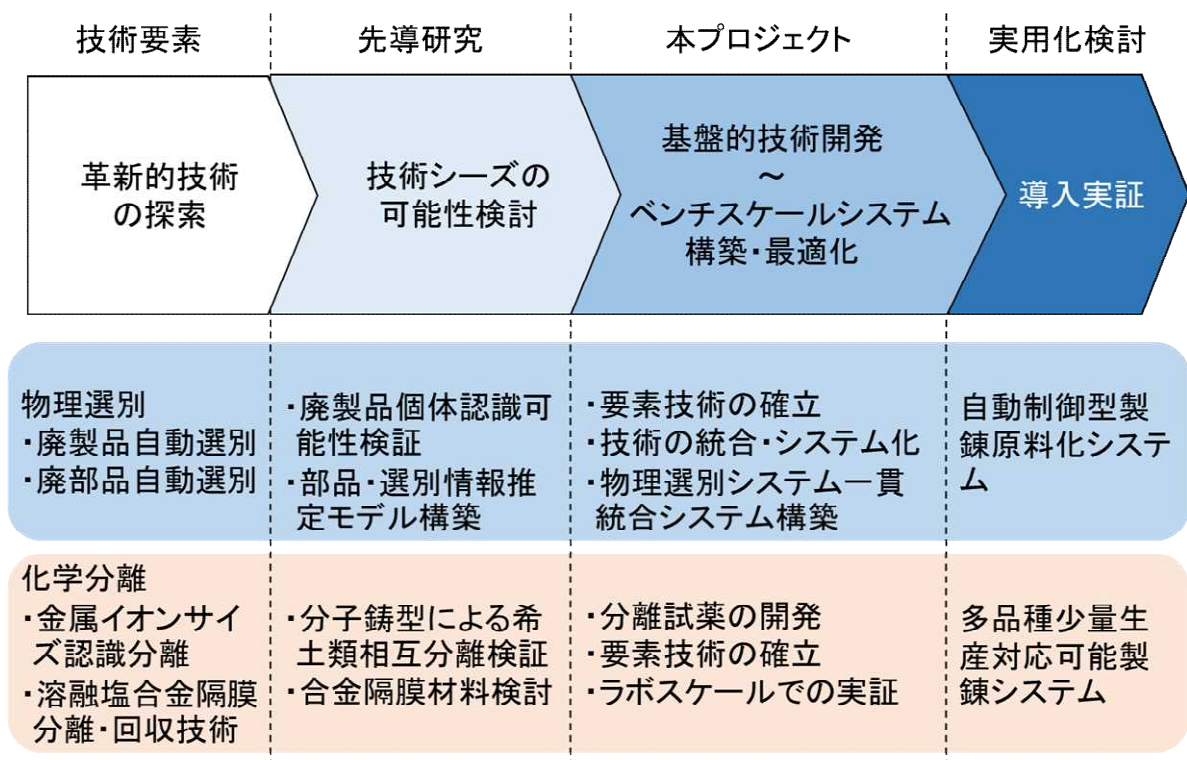 技術要素
先導研究
本プロジェクト
実用化検討
革新的技術
の探索
技術シーズの
可能性検討
基盤的技術開発
～
ベンチスケールシステム
構築・最適化
導入実証
物理選別
・廃製品自動選別
・廃部品自動選別
・廃製品個体認識可
能性検証
・部品・選別情報推
定モデル構築
・要素技術の確立
・技術の統合・システム化
・物理選別システム一貫
統合システム構築
自動制御型製
錬原料化システ
ム
化学分離
・金属イオンサイ
ズ認識分離
・溶融塩合金隔膜
分離・回収技術
・分子鋳型による希
土類相互分離検証
・合金隔膜材料検討
・分離試薬の開発
・要素技術の確立
・ラボスケールでの実証
多品種少量生
産対応可能製
錬システム